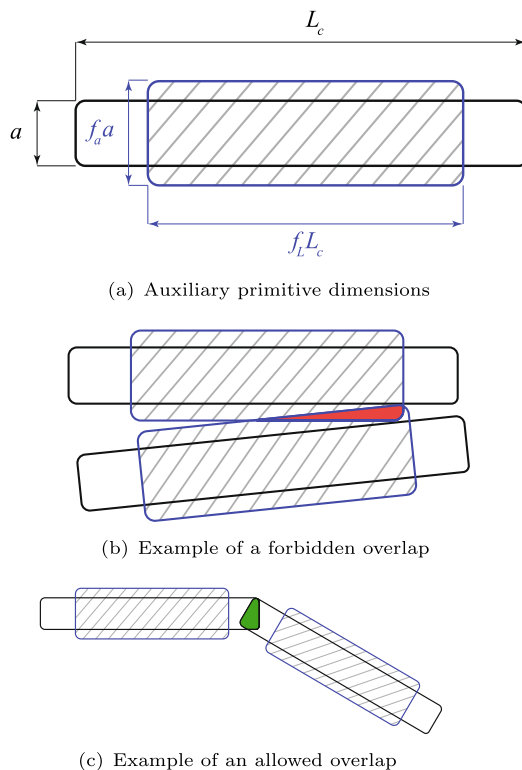 L_c
a
f_a a
f_L L_c
(a) Auxiliary primitive dimensions
(b) Example of a forbidden overlap
(c) Example of an allowed overlap